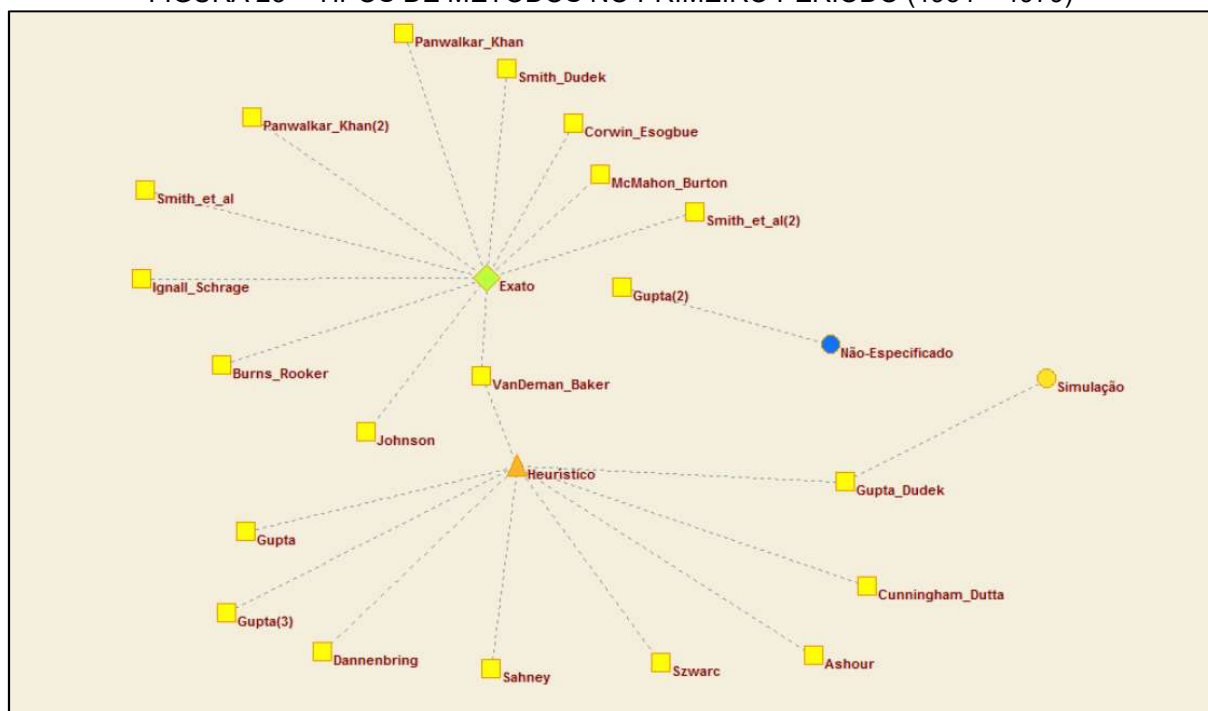 Panwalkar_Khan
Smith_Dudek
Panwalkar_Khan(2)
Corwin_Esogbue
McMahon_Burton
Smith_et_al
Smith_et_al(2)
Ignall_Schrage
Exato
Gupta(2)
Não-Especificado
Burns_Rooker
VanDeman_Baker
Simulação
Johnson
Heurístico
Gupta_Dudek
Gupta
Cunningham_Dutta
Gupta(3)
Dannenbring
Ashour
Szwarc
Sahney